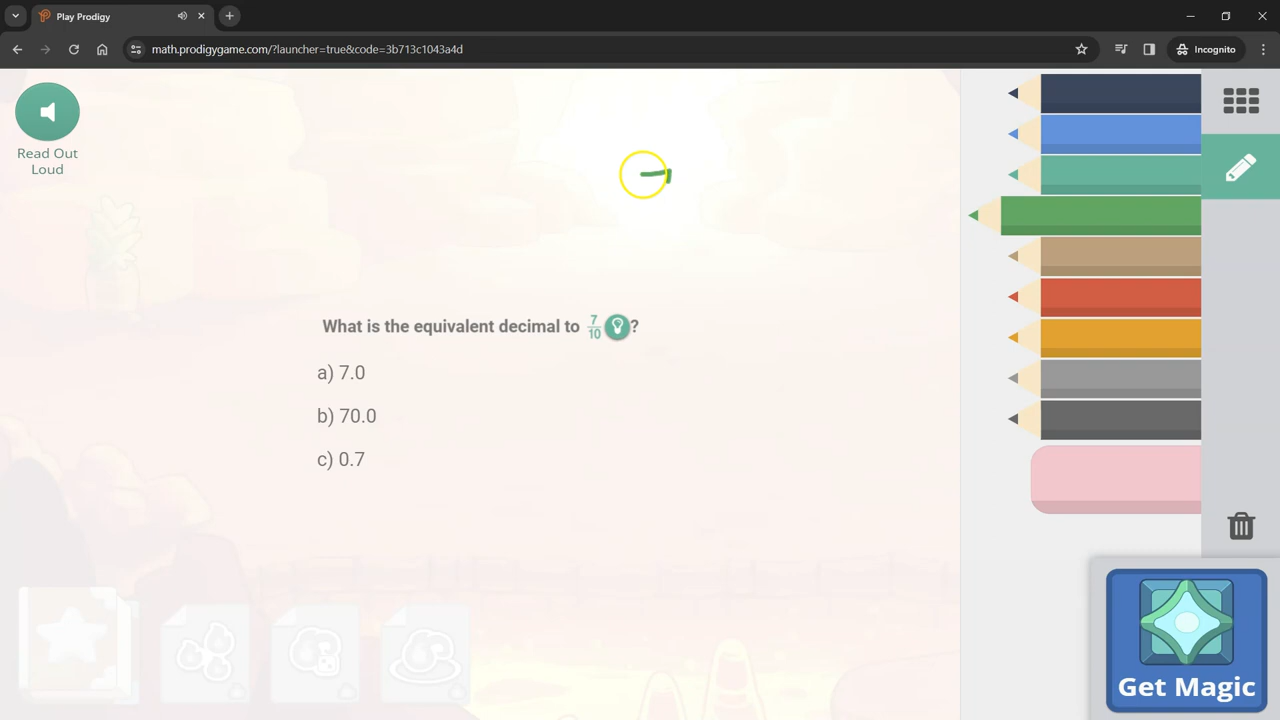 Play Prodigy
math.prodigygame.com/?launcher=true&code=3b713c1043a4d
Incognito
Read Out
Loud
What is the equivalent decimal to 7/10 ?
a) 7.0
b) 70.0
c) 0.7
Get Magic